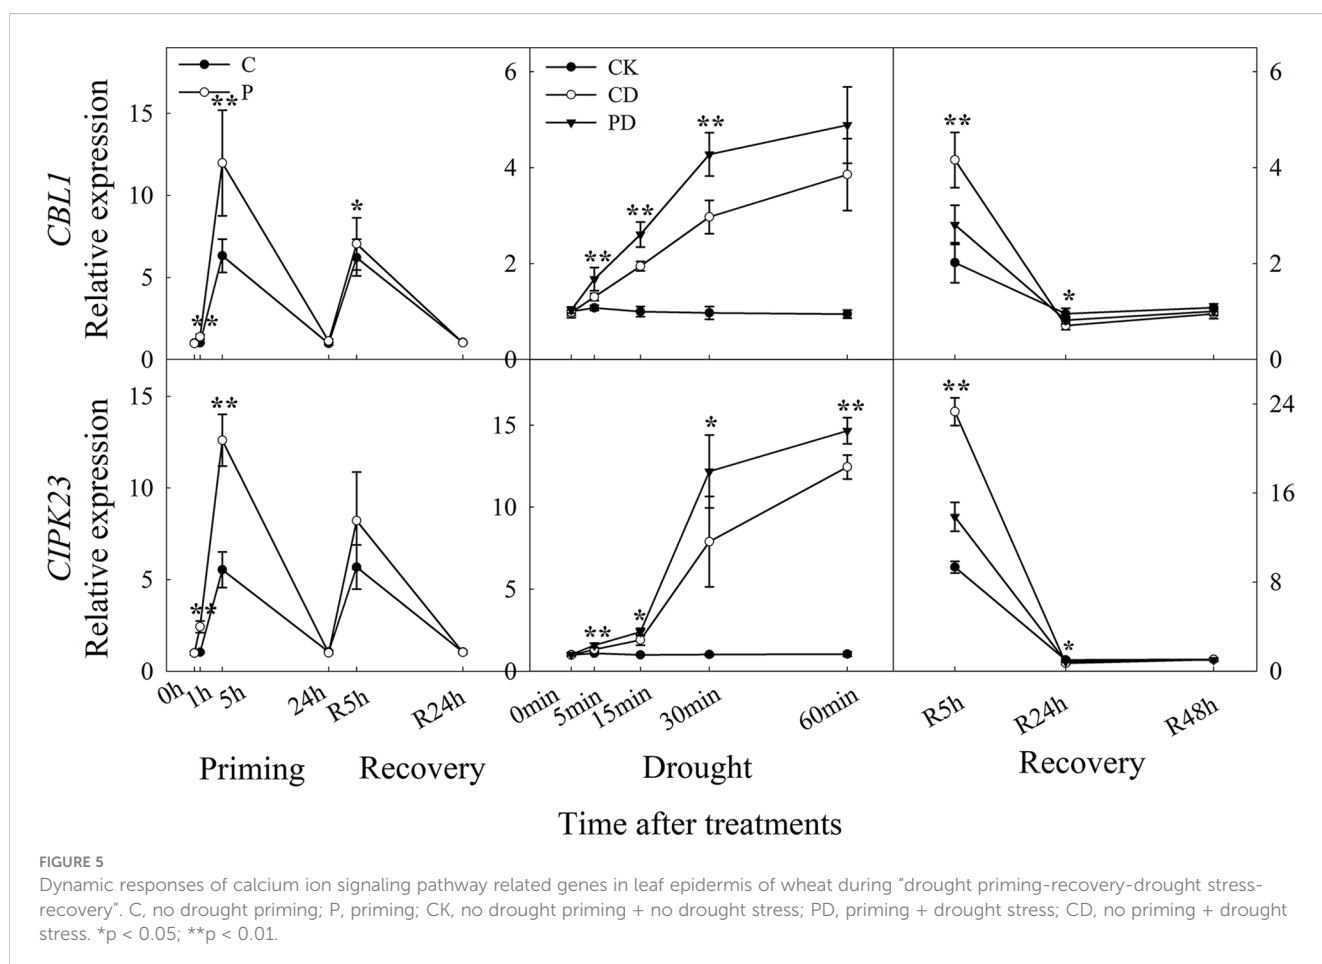 C
P
CK
CD
PD
CBL1
Relative expression
15
10
5
0
** ** *
6
4
2
0
** ** **
6
4
2
0
** *
CIPK23
Relative expression
15
10
5
0
** **
15
10
5
0
** * * **
24
16
8
0
** *
0h 1h 5h 24h R5h R24h
0min 5min 15min 30min 60min
R5h R24h R48h
Priming Recovery Drought Recovery
Time after treatments
FIGURE 5
Dynamic responses of calcium ion signaling pathway related genes in leaf epidermis of wheat during “drought priming-recovery-drought stress-
recovery”. C, no drought priming; P, priming; CK, no drought priming + no drought stress; PD, priming + drought stress; CD, no priming + drought
stress. *p < 0.05; **p < 0.01.